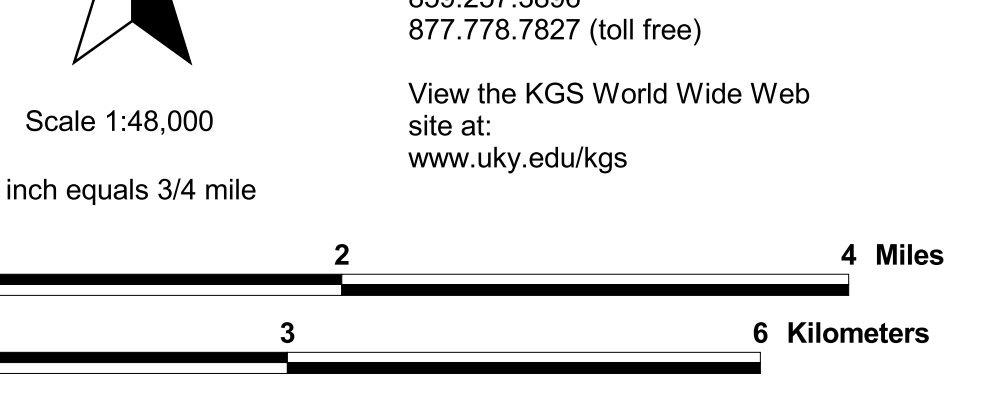 877.778.7827 (toll free)
View the KGS World Wide Web
site at:
www.uky.edu/kgs
Scale 1:48,000
inch equals 3/4 mile
2 4 Miles
3 6 Kilometers